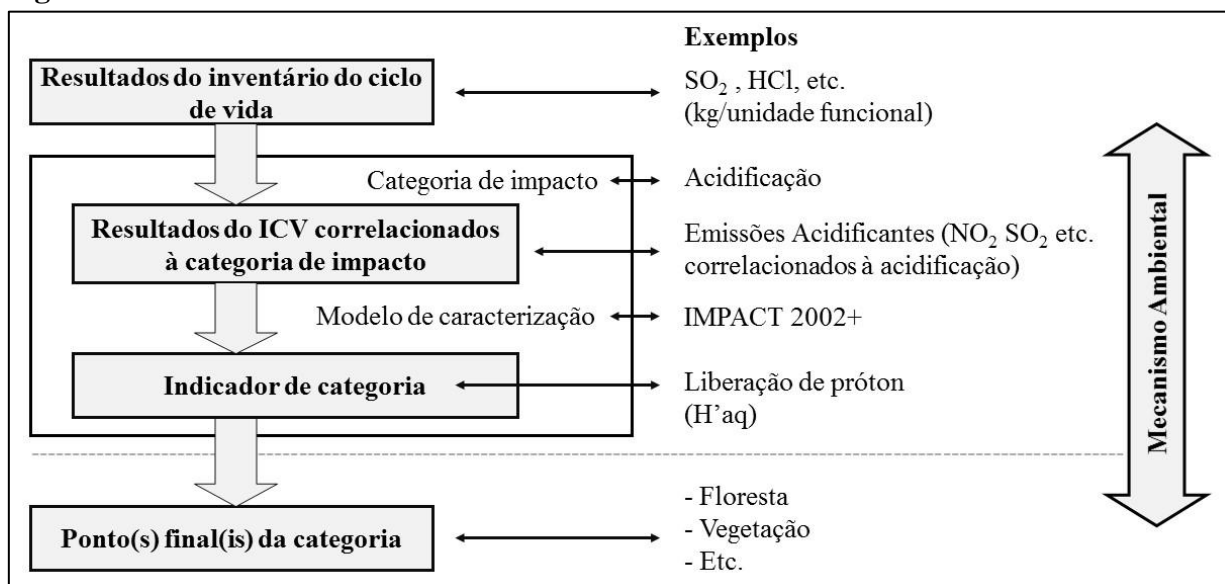 Exemplos
Resultados do inventário do ciclo
de vida
SO₂ , HCl, etc.
(kg/unidade funcional)
Categoria de impacto
Acidificação
Resultados do ICV correlacionados
à categoria de impacto
Emissões Acidificantes (NO₂ SO₂ etc.
correlacionados à acidificação)
Modelo de caracterização
IMPACT 2002+
Indicador de categoria
Liberação de próton
(H’aq)
Ponto(s) final(is) da categoria
- Floresta
- Vegetação
- Etc.
Mecanismo Ambiental